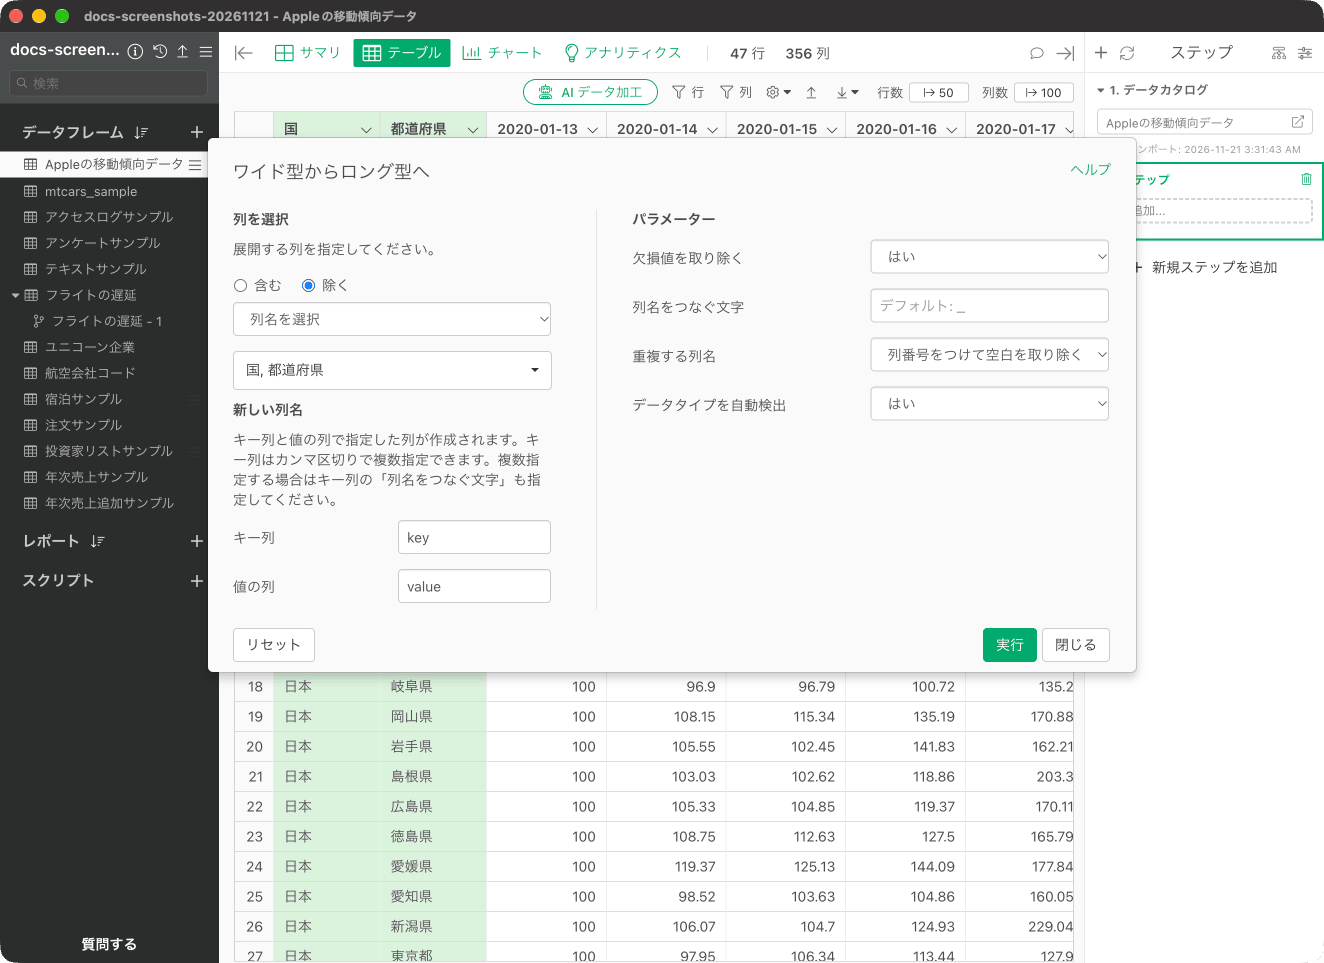 docs-screenshots-20261121 - Appleの移動傾向データ
docs-screen...
検索
データフレーム
Appleの移動傾向データ
mtcars_sample
アクセスログサンプル
アンケートサンプル
テキストサンプル
フライトの遅延
フライトの遅延 - 1
ユニコーン企業
航空会社コード
宿泊サンプル
注文サンプル
投資家リストサンプル
年次売上サンプル
年次売上追加サンプル
レポート
スクリプト
質問する
サマリ テーブル チャート アナリティクス 47 行 356 列
AI データ加工 行 列 行数 50 列数 100
国 都道府県 2020-01-13 2020-01-14 2020-01-15 2020-01-16 2020-01-17
ワイド型からロング型へ
ヘルプ
列を選択
展開する列を指定してください。
含む 除く
列名を選択
国, 都道府県
新しい列名
キー列と値の列で指定した列が作成されます。キ
ー列はカンマ区切りで複数指定できます。複数指
定する場合はキー列の「列名をつなぐ文字」も指
定してください。
キー列 key
値の列 value
パラメーター
欠損値を取り除く はい
列名をつなぐ文字 デフォルト: _
重複する列名 列番号をつけて空白を取り除く
データタイプを自動検出 はい
リセット 実行 閉じる
18 日本 岐阜県 100 96.9 96.79 100.72 135.2
19 日本 岡山県 100 108.15 115.34 135.19 170.88
20 日本 岩手県 100 105.55 102.45 141.83 162.21
21 日本 島根県 100 103.03 102.62 118.86 203.3
22 日本 広島県 100 105.33 104.85 119.37 170.11
23 日本 徳島県 100 108.75 112.63 127.5 165.79
24 日本 愛媛県 100 119.37 125.13 144.09 177.84
25 日本 愛知県 100 98.52 103.63 104.86 160.05
26 日本 新潟県 100 106.07 104.7 124.93 229.04
27 日本 東京都 100 97.95 106.34 113.44 127.9
ステップ
1. データカタログ
Appleの移動傾向データ
ンポート: 2026-11-21 3:31:43 AM
テップ
追加...
新規ステップを追加